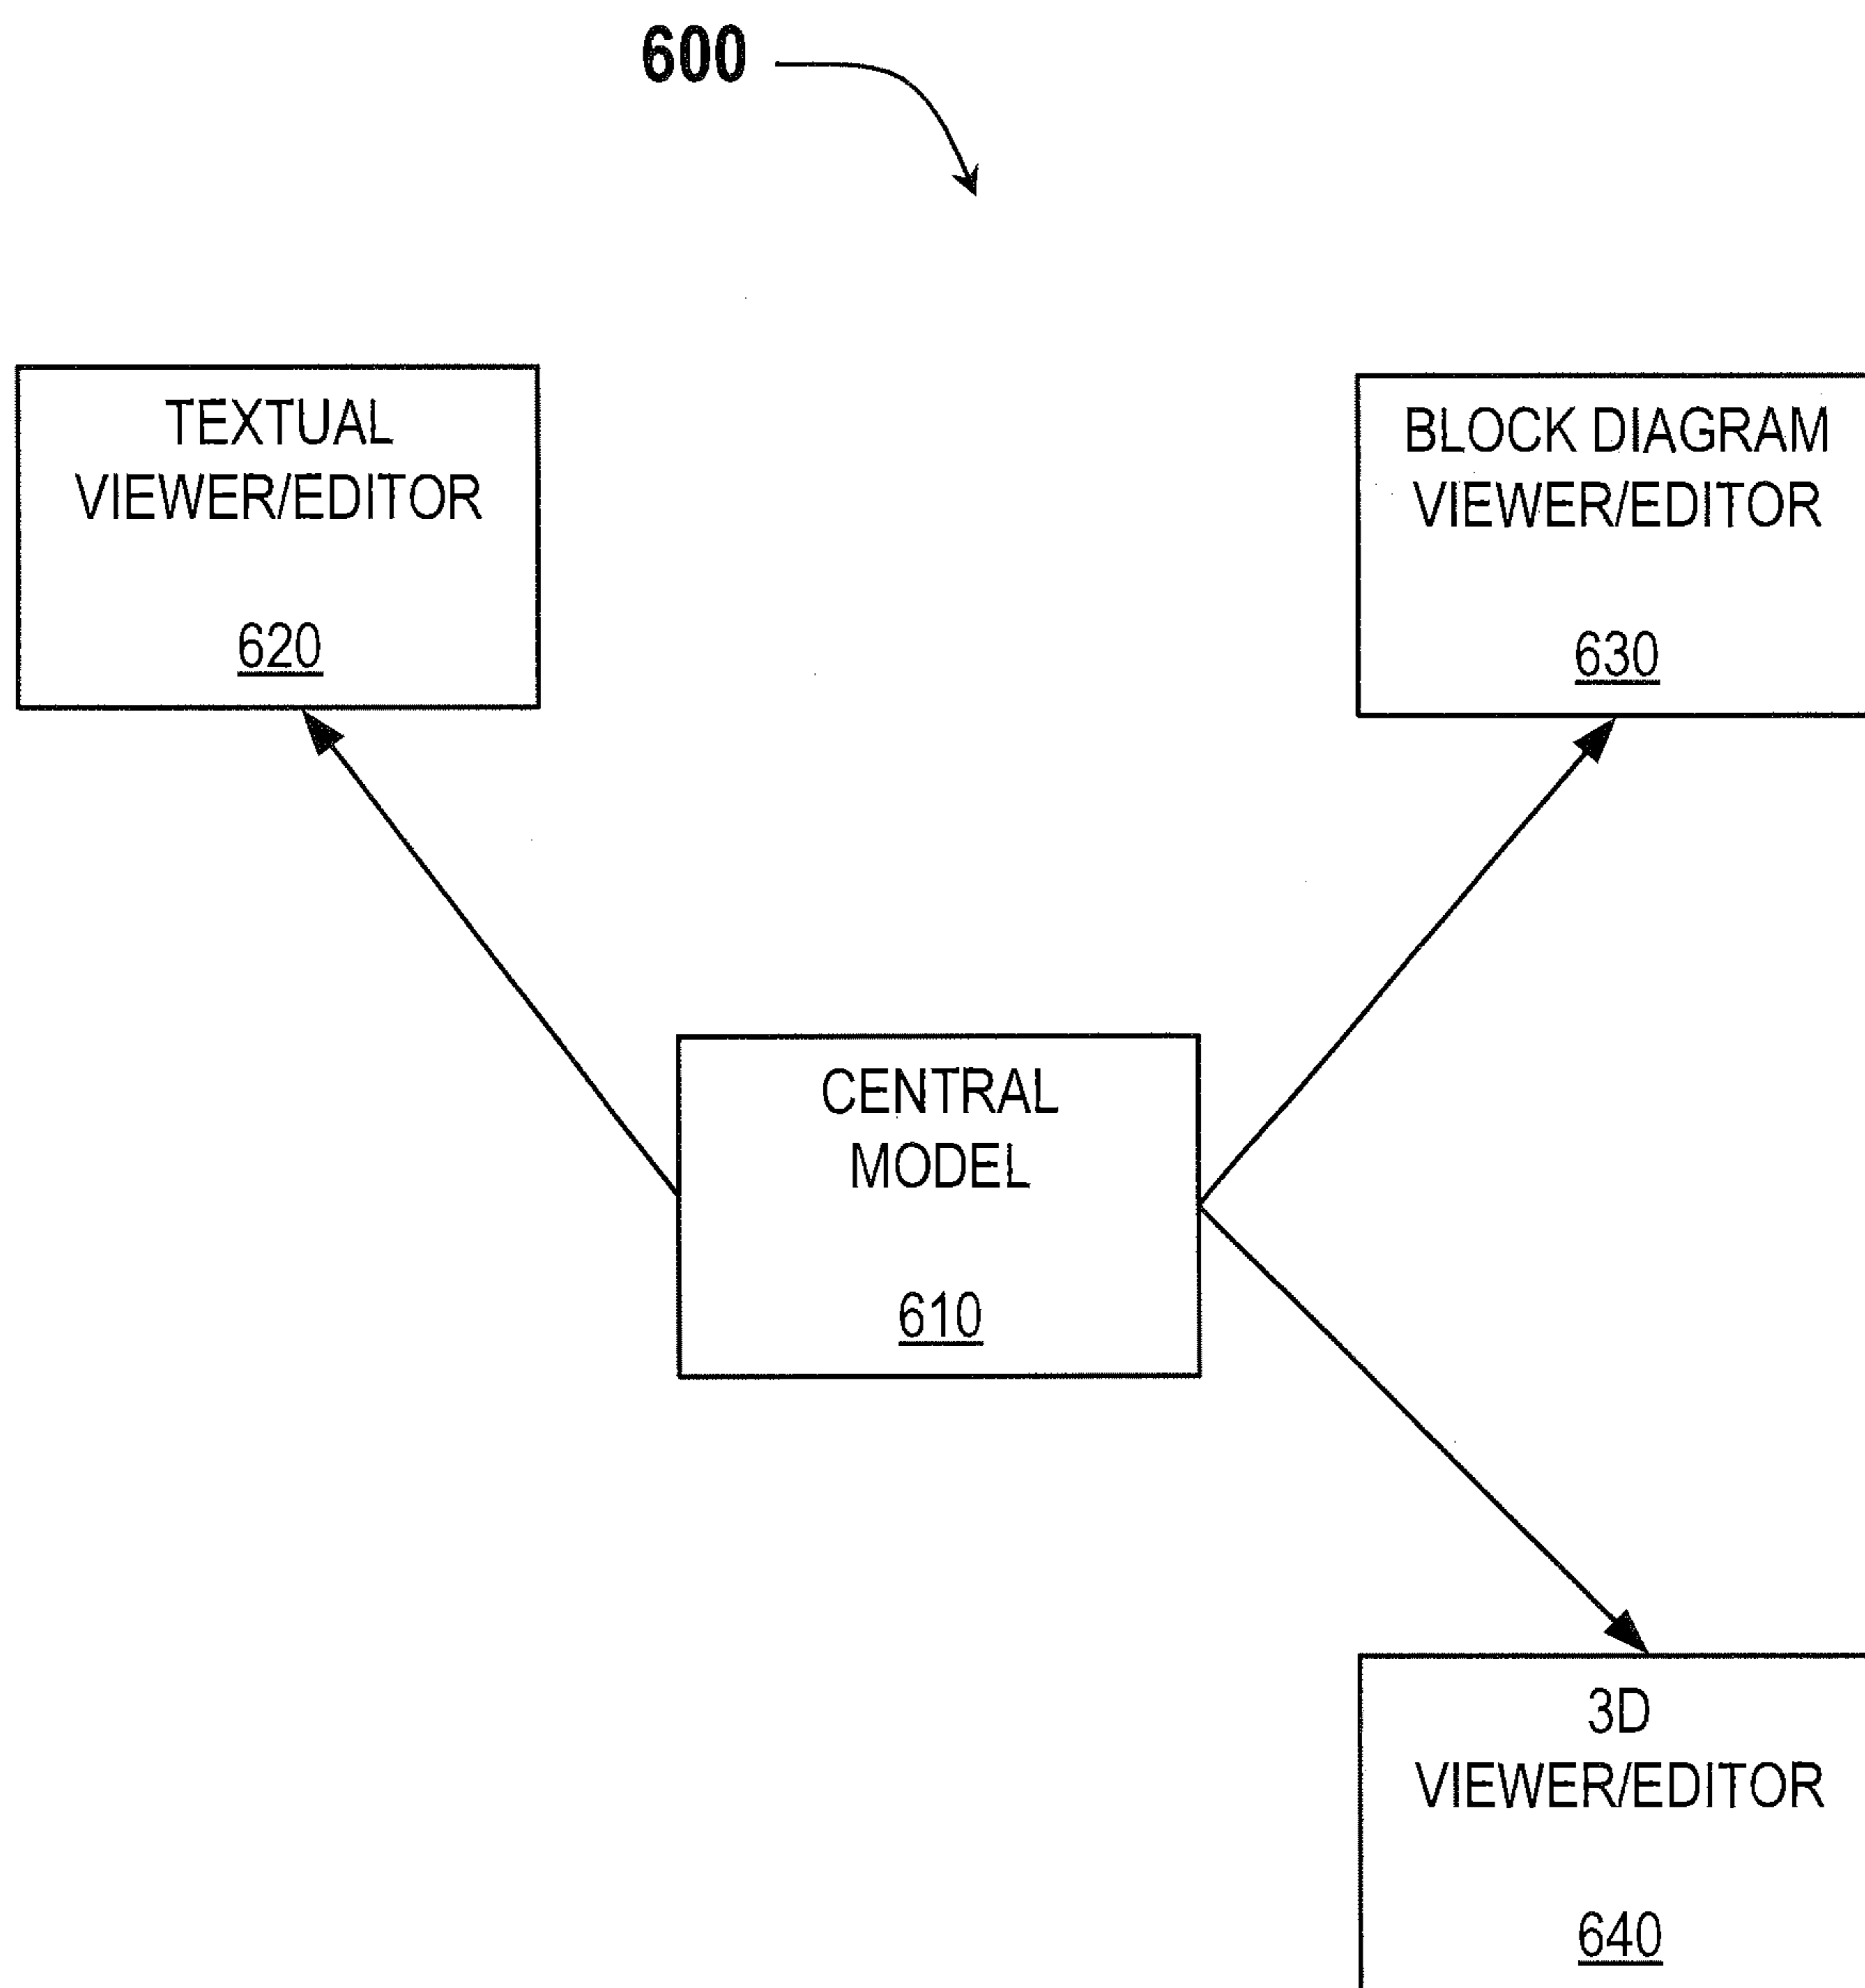 600
TEXTUAL
VIEWER/EDITOR
620
BLOCK DIAGRAM
VIEWER/EDITOR
630
CENTRAL
MODEL
610
3D
VIEWER/EDITOR
640